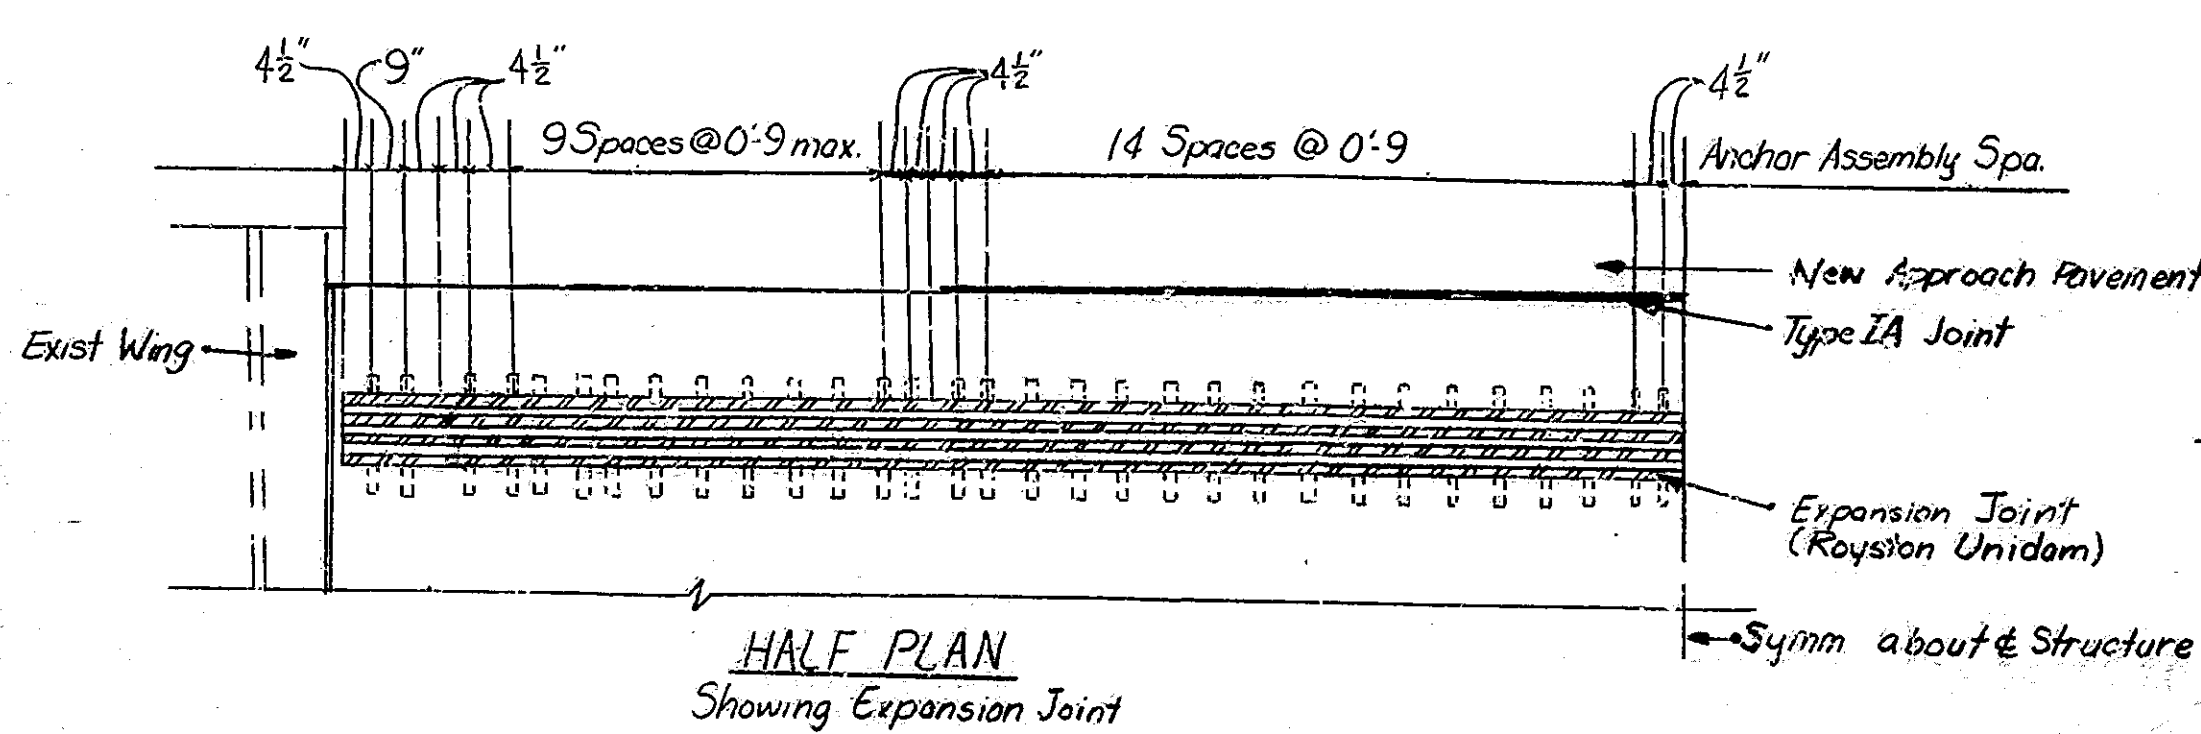 4½" 9" 4½" 4½" 4½"
9 Spaces @ 0'-9 max. 14 Spaces @ 0'-9 Anchor Assembly Spa.
New Approach Pavement
Type IA Joint
Exist Wing
Expansion Joint
(Royston Unidam)
Symm about ℄ Structure
HALF PLAN
Showing Expansion Joint